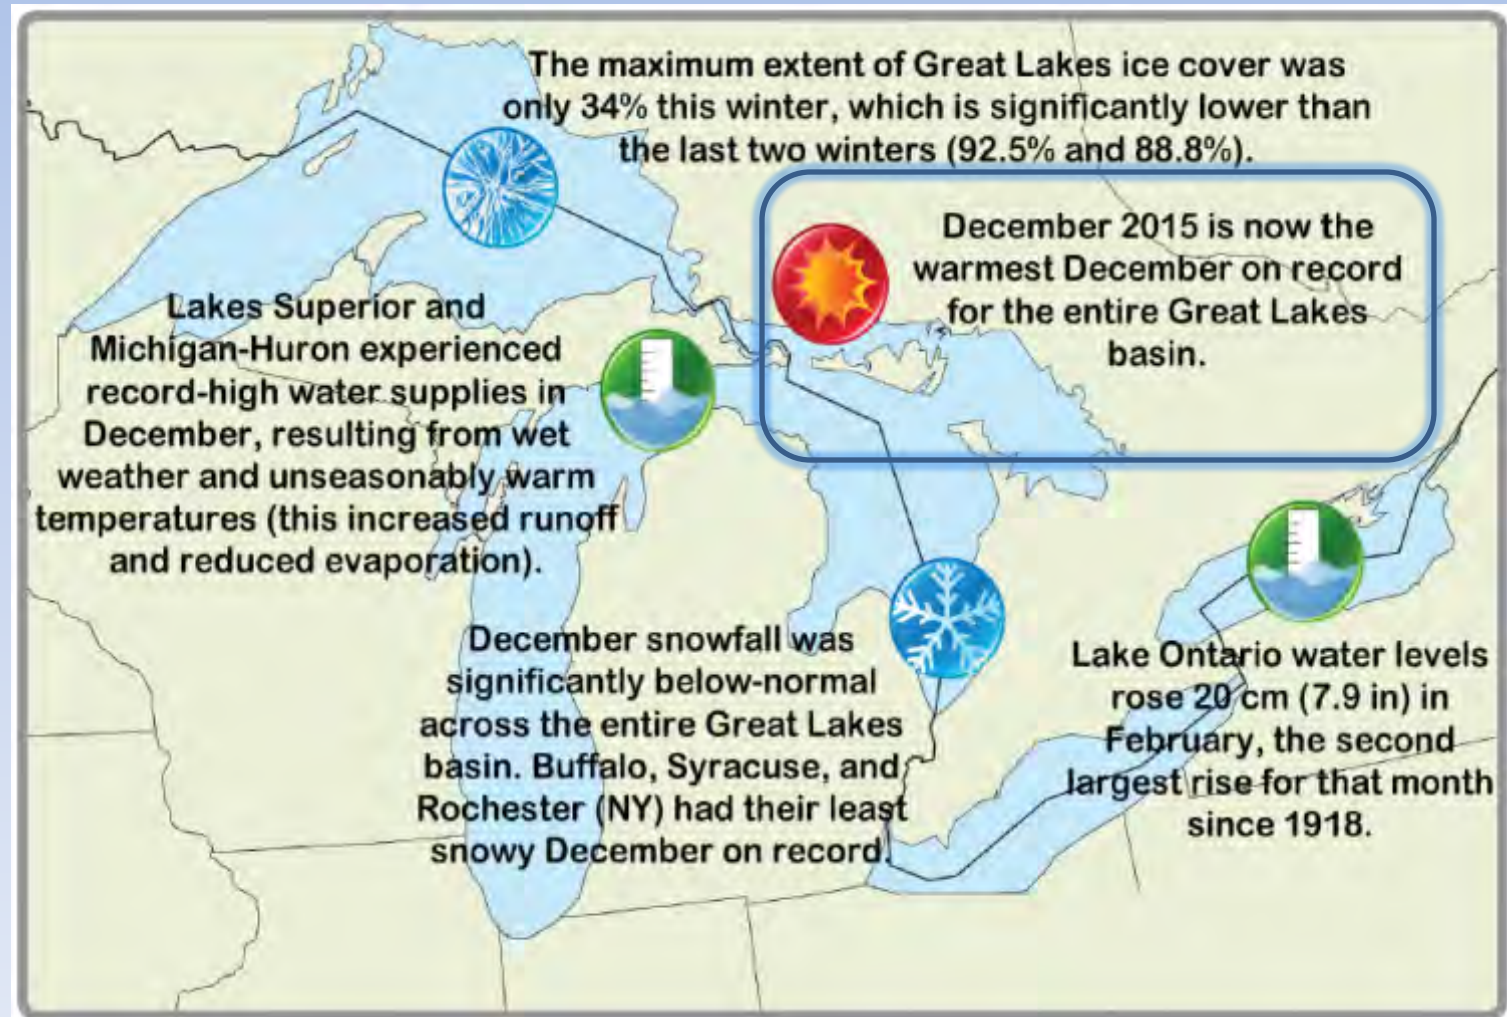 The maximum extent of Great Lakes ice cover was
only 34% this winter, which is significantly lower than
the last two winters (92.5% and 88.8%).
December 2015 is now the
warmest December on record
for the entire Great Lakes
basin.
Lakes Superior and
Michigan-Huron experienced
record-high water supplies in
December, resulting from wet
weather and unseasonably warm
temperatures (this increased runoff
and reduced evaporation).
December snowfall was
significantly below-normal
across the entire Great Lakes
basin. Buffalo, Syracuse, and
Rochester (NY) had their least
snowy December on record.
Lake Ontario water levels
rose 20 cm (7.9 in) in
February, the second
largest rise for that month
since 1918.